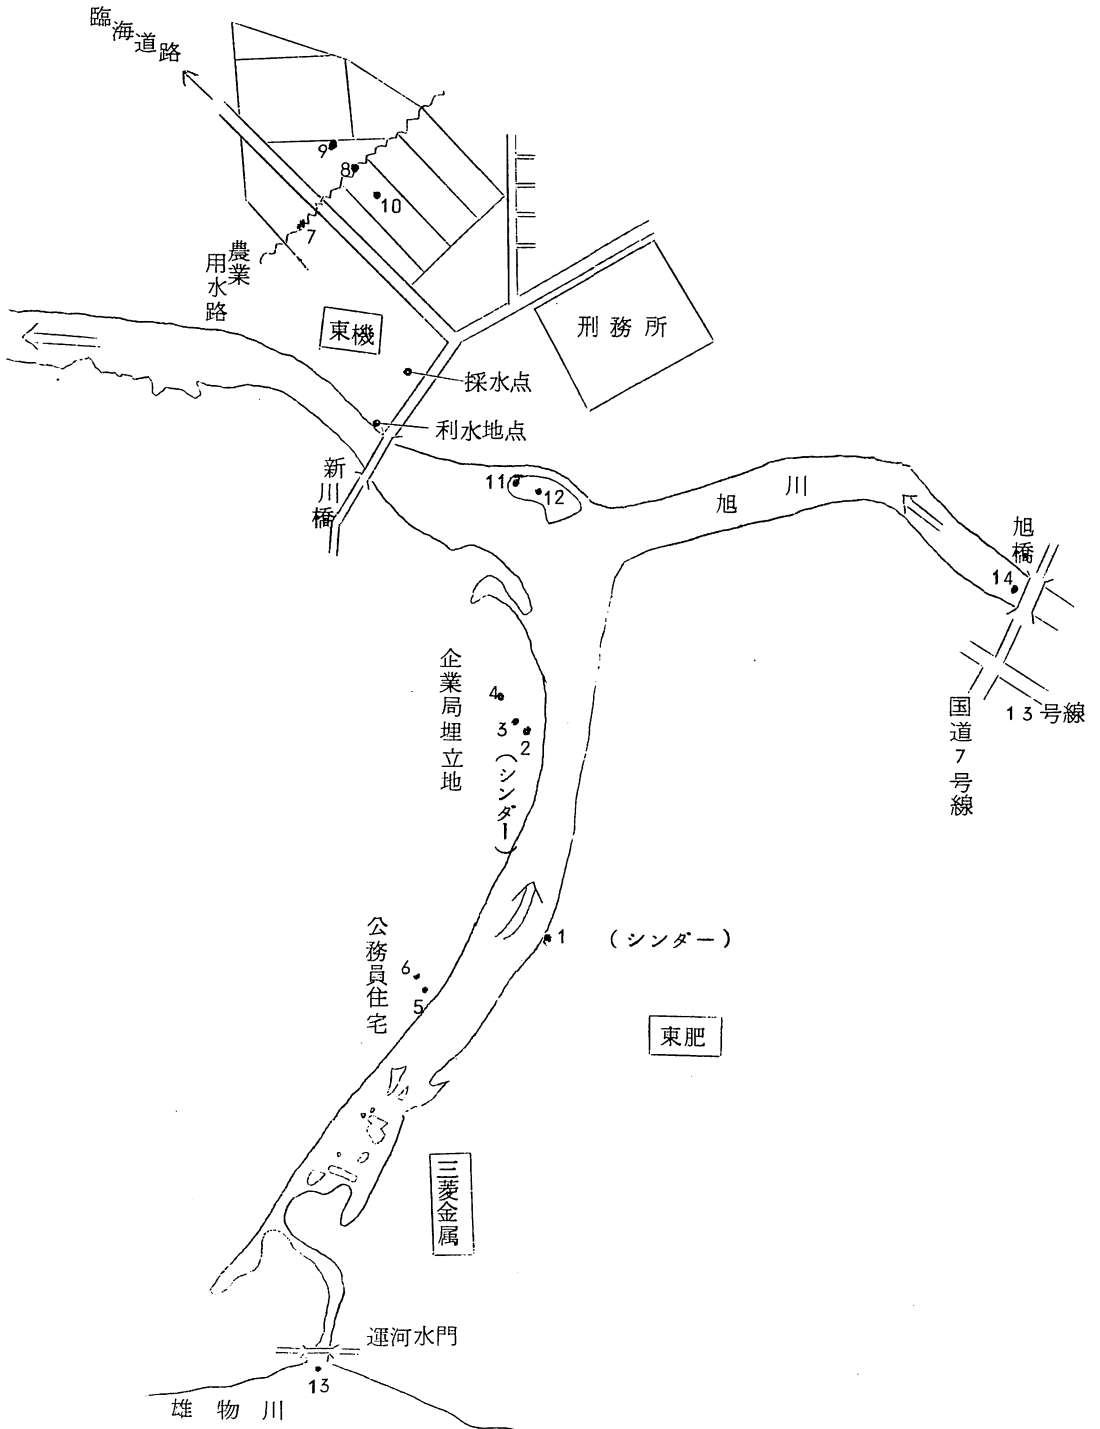 臨海道路
9
8
10
7
農業
用水路
東機
刑務所
採水点
利水地点
新川橋
11
12
旭川
旭橋
14
企業局埋立地
4
3
2
(シンダー)
国道7号線
13号線
公務員住宅
6
5
1
(シンダー)
東肥
三菱金属
運河水門
13
雄物川